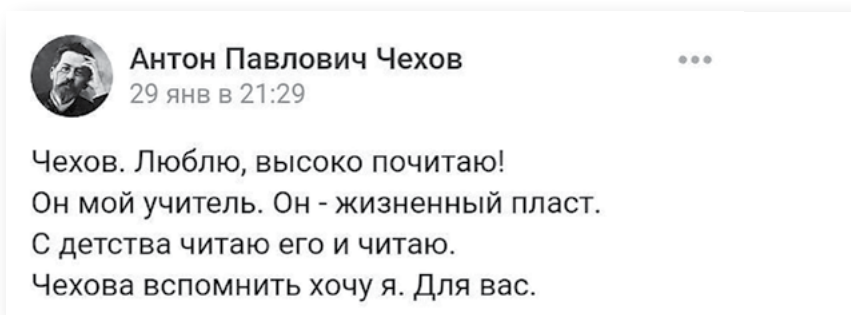 Антон Павлович Чехов
29 янв в 21:29
Чехов. Люблю, высоко почитаю!
Он мой учитель. Он - жизненный пласт.
С детства читаю его и читаю.
Чехова вспомнить хочу я. Для вас.